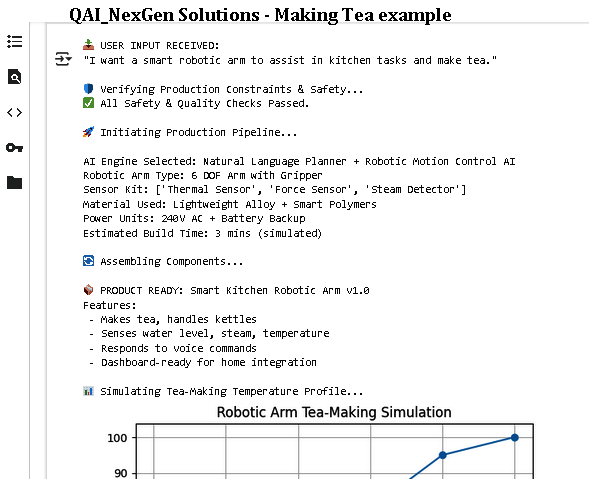 QAI_NexGen Solutions - Making Tea example
USER INPUT RECEIVED:
"I want a smart robotic arm to assist in kitchen tasks and make tea."
Verifying Production Constraints & Safety...
All Safety & Quality Checks Passed.
Initiating Production Pipeline...
AI Engine Selected: Natural Language Planner + Robotic Motion Control AI
Robotic Arm Type: 6 DOF Arm with Gripper
Sensor Kit: ['Thermal Sensor', 'Force Sensor', 'Steam Detector']
Material Used: Lightweight Alloy + Smart Polymers
Power Units: 240V AC + Battery Backup
Estimated Build Time: 3 mins (simulated)
Assembling Components...
PRODUCT READY: Smart Kitchen Robotic Arm v1.0
Features:
- Makes tea, handles kettles
- Senses water level, steam, temperature
- Responds to voice commands
- Dashboard-ready for home integration
Simulating Tea-Making Temperature Profile...
Robotic Arm Tea-Making Simulation
100
90